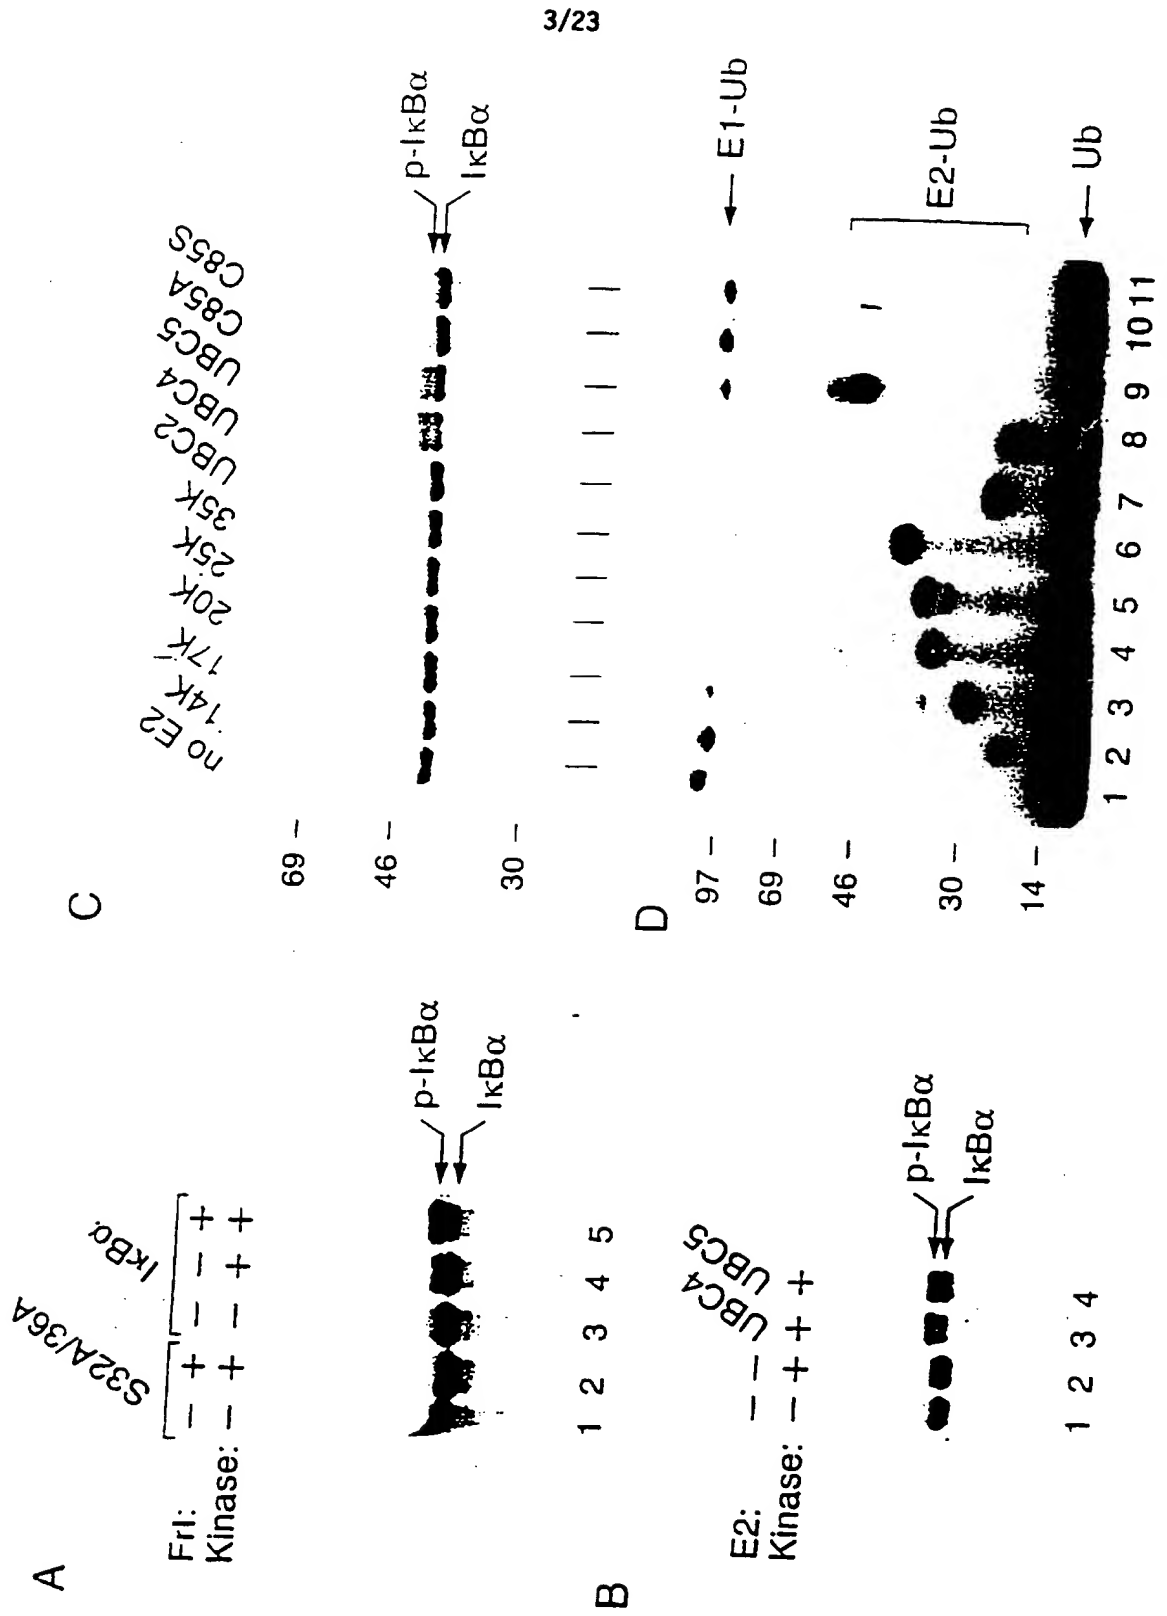 3/23
A
S32A/36A IκBα
FrI: − + − − +
Kinase: − + − + +
p-IκBα
IκBα
1 2 3 4 5
B
E2: − − UBC4 UBC5
Kinase: − + + +
p-IκBα
IκBα
1 2 3 4
C
no E2 14K 17K 20K 25K 35K UBC2 UBC4 UBC5 C85A C85S
69 −
46 −
30 −
p-IκBα
IκBα
D
97 −
69 −
46 −
30 −
14 −
E1-Ub
E2-Ub
Ub
1 2 3 4 5 6 7 8 9 10 11